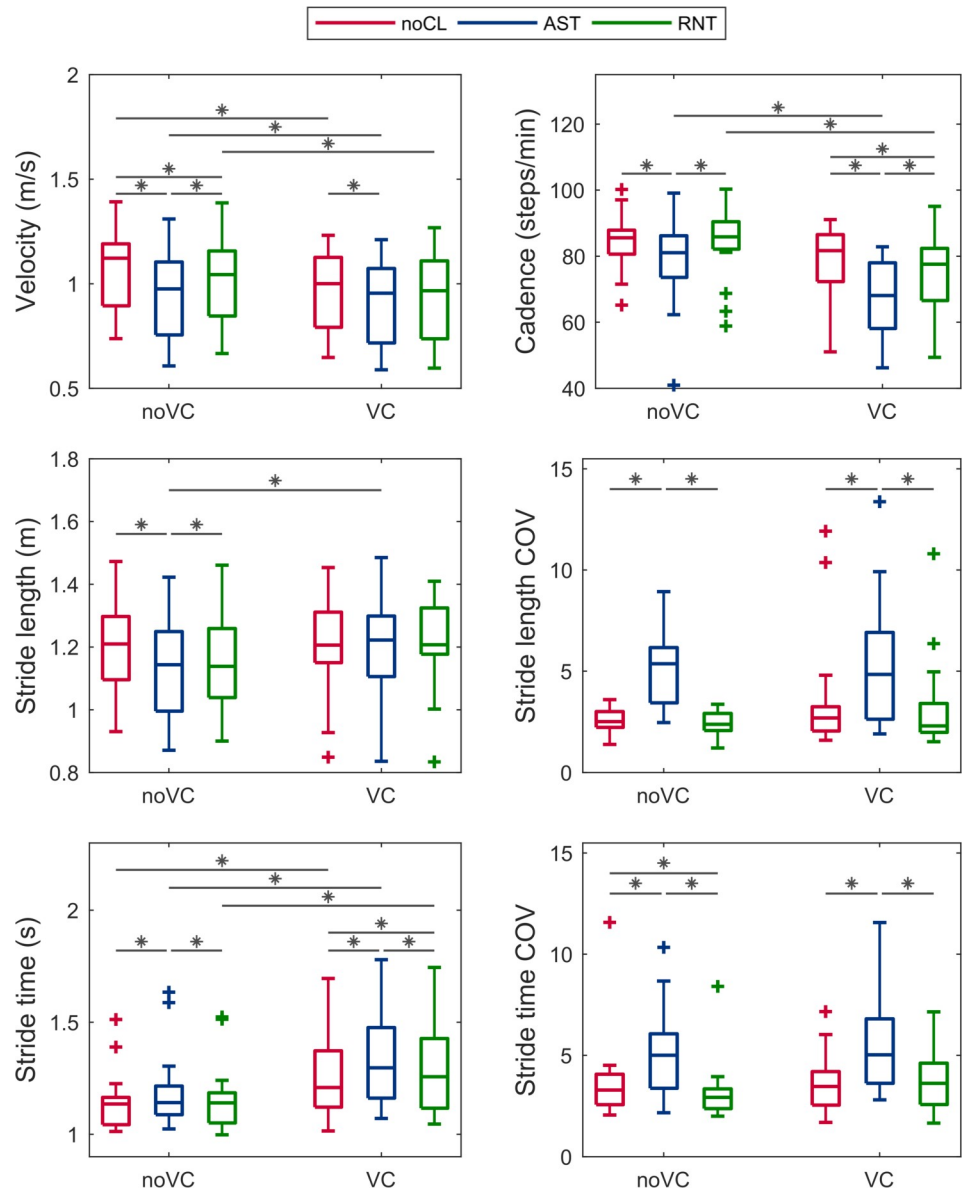 noCL AST RNT
Velocity (m/s)
2
1.5
1
0.5
noVC VC
Cadence (steps/min)
120
100
80
60
40
noVC VC
Stride length (m)
1.8
1.6
1.4
1.2
1
0.8
noVC VC
Stride length COV
15
10
5
0
noVC VC
Stride time (s)
2
1.5
1
noVC VC
Stride time COV
15
10
5
0
noVC VC